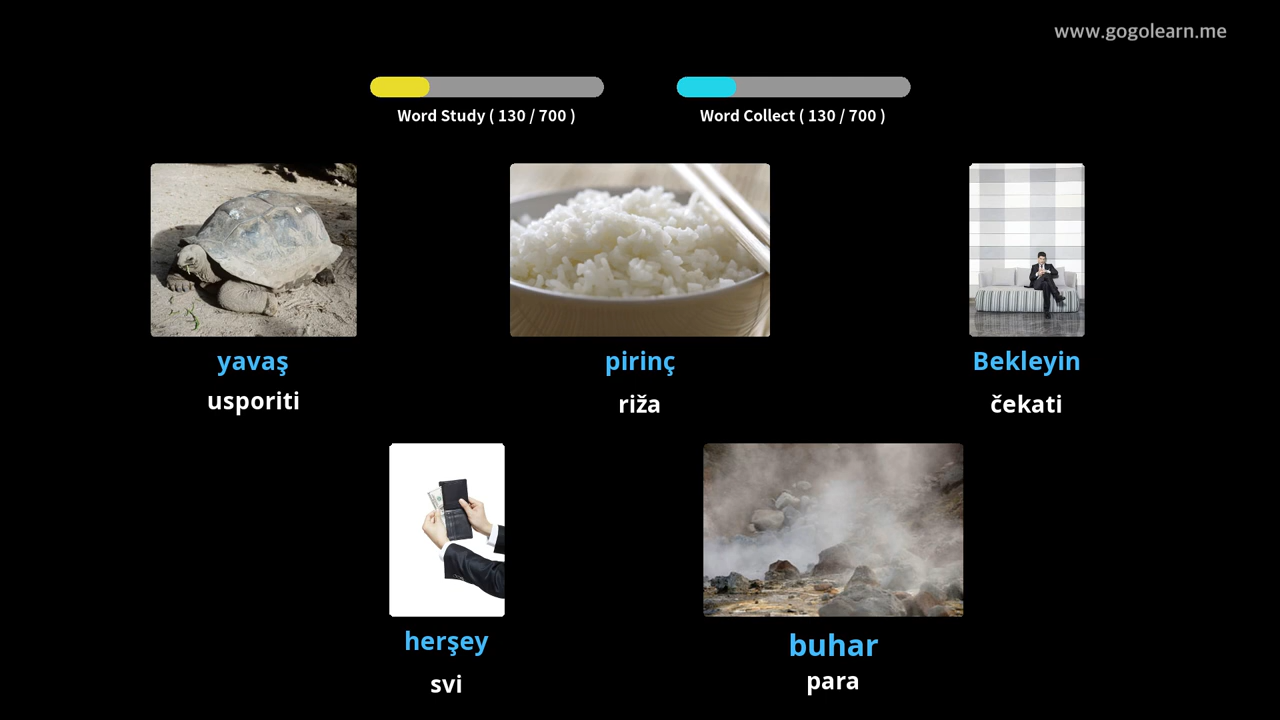 www.gogolearn.me
Word Study ( 130 / 700 )
Word Collect ( 130 / 700 )
yavaş
usporiti
pirinç
riža
Bekleyin
čekati
herşey
svi
buhar
para